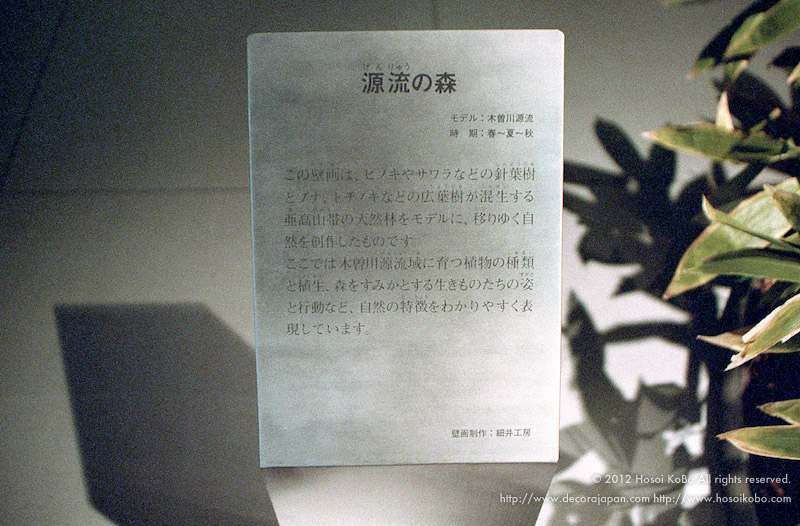 げんりゅう
源流の森
モデル：木曽川源流
時　期：春〜夏〜秋
この壁画は、ヒノキやサワラなどの針葉樹
とブナ、トチノキなどの広葉樹が混生する
亜高山帯の天然林をモデルに、移りゆく自
然を創作したものです。
ここでは木曽川源流域に育つ植物の種類
と植生、森をすみかとする生きものたちの姿
と行動など、自然の特徴をわかりやすく表
現しています。
壁画制作：細井工房
© 2012 Hosoi KoBo All rights reserved.
http://www.decorajapan.com http://www.hosoikobo.com